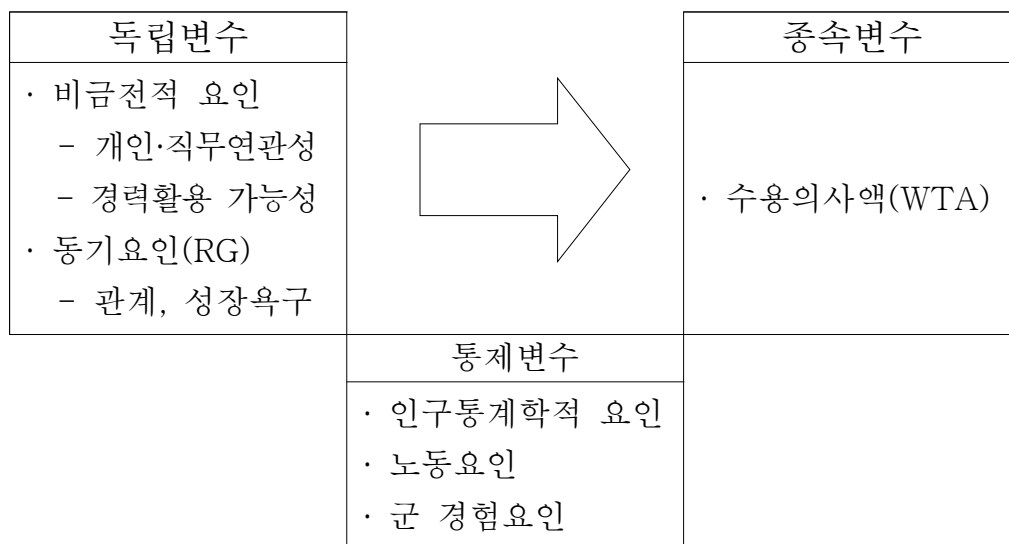 독립변수
· 비금전적 요인
- 개인·직무연관성
- 경력활용 가능성
· 동기요인(RG)
- 관계, 성장욕구
종속변수
· 수용의사액(WTA)
통제변수
· 인구통계학적 요인
· 노동요인
· 군 경험요인